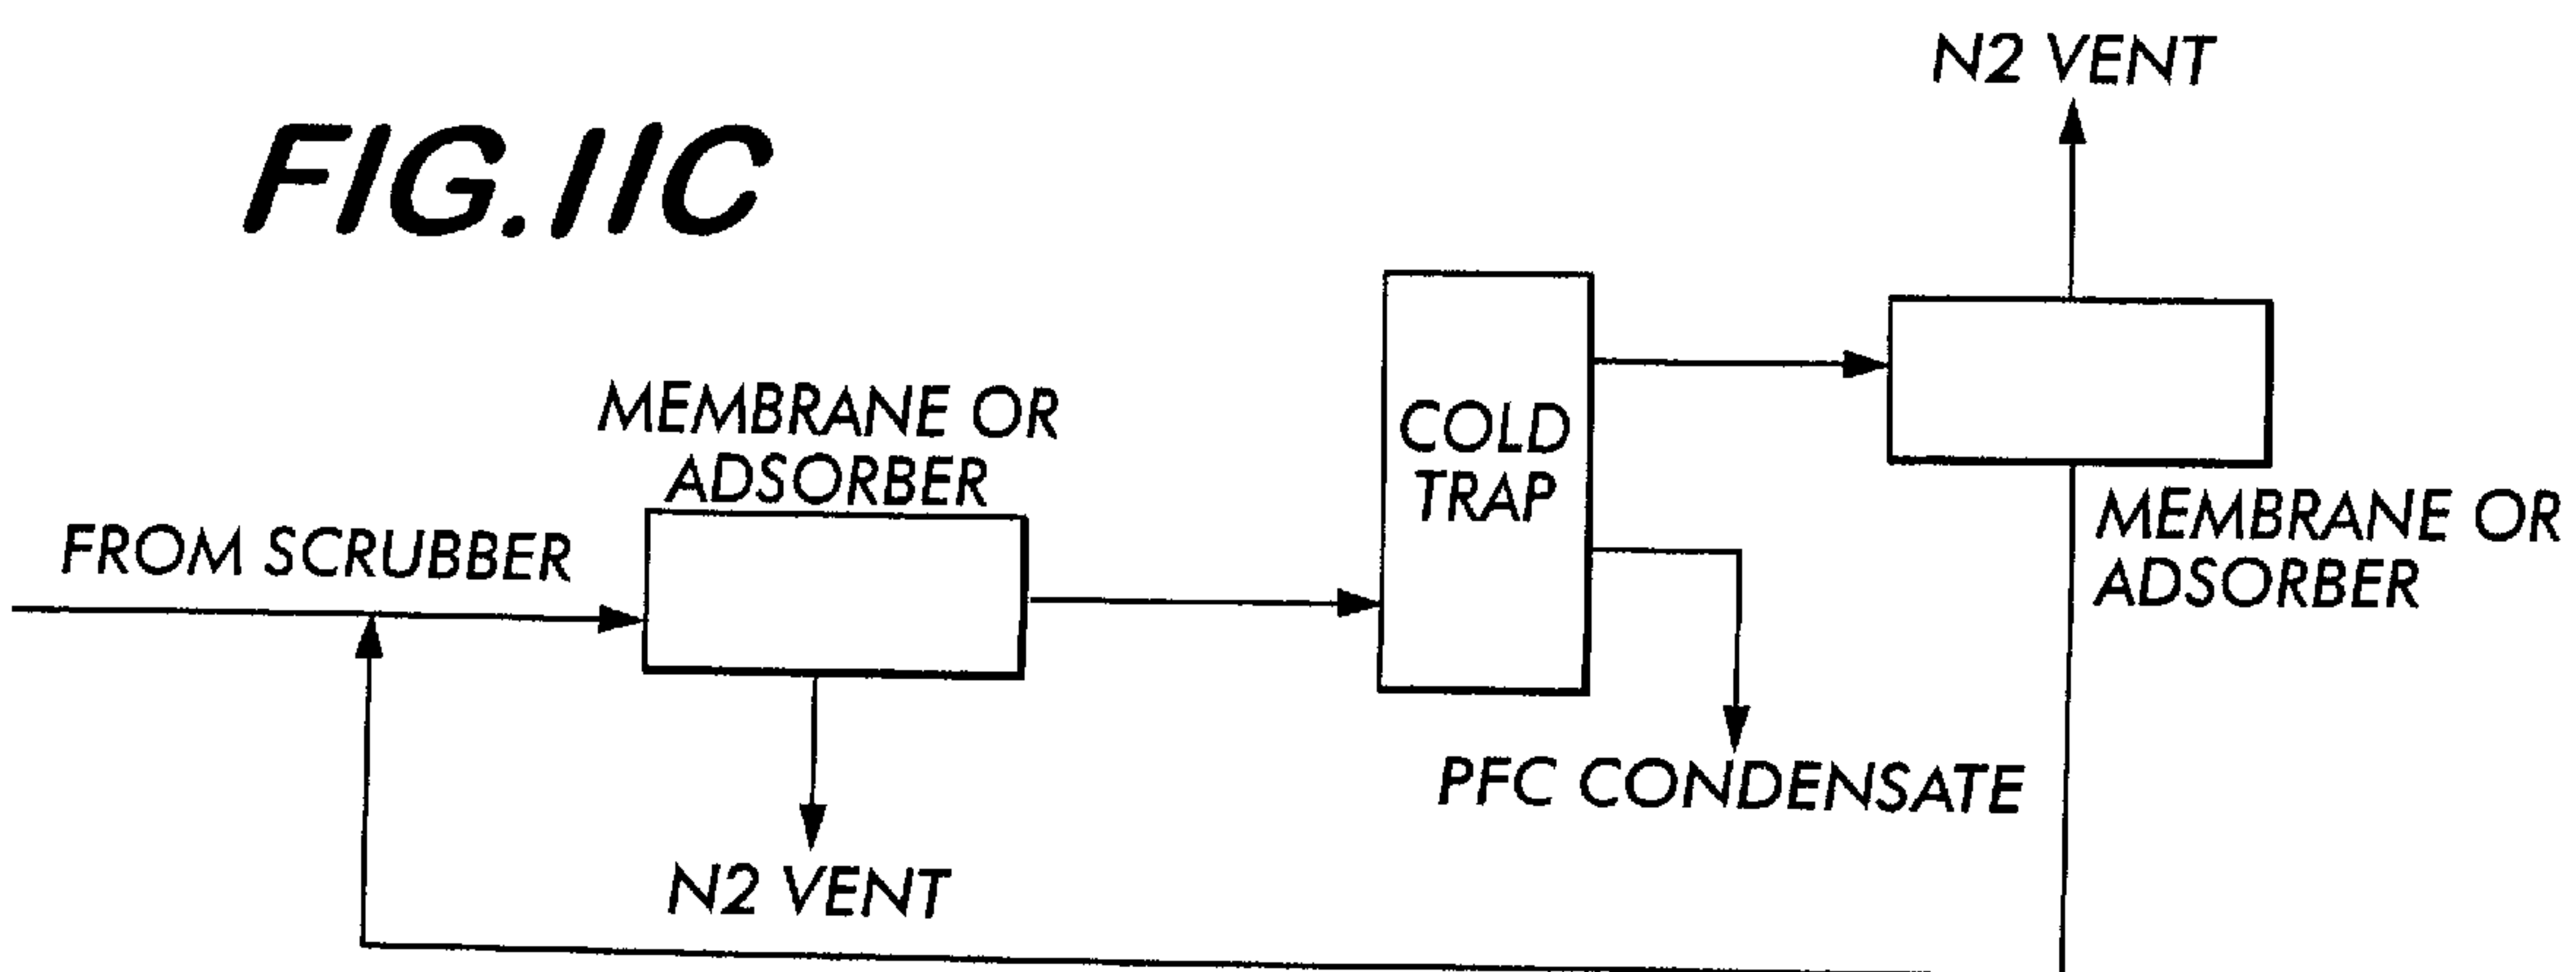 FIG. 11C
N2 VENT
MEMBRANE OR
ADSORBER
COLD
TRAP
FROM SCRUBBER
MEMBRANE OR
ADSORBER
PFC CONDENSATE
N2 VENT